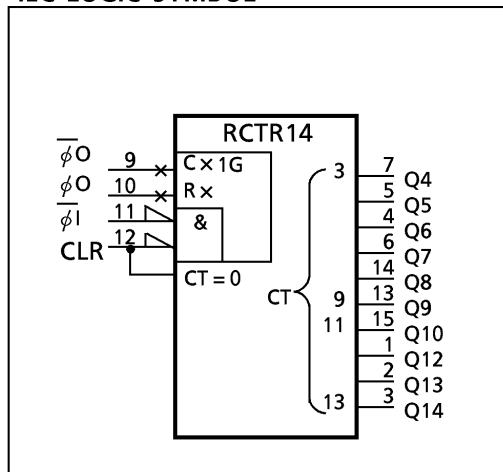 IEC LOGIC SYMBOL
RCTR14
φ̅O 9 CX 1G 3 7 Q4
φO 10 RX 5 Q5
φ̅I 11 & 4 Q6
CLR 12 6 Q7
CT = 0 14 Q8
CT 9 13 Q9
11 15 Q10
1 Q12
2 Q13
13 3 Q14